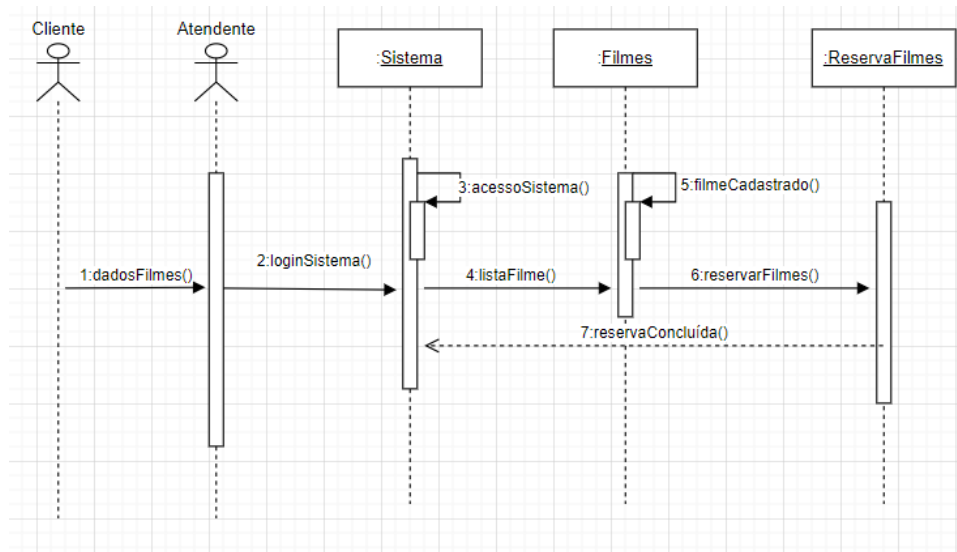 Cliente
Atendente
:Sistema
:Filmes
:ReservaFilmes
3:acessoSistema()
5:filmeCadastrado()
1:dadosFilmes()
2:loginSistema()
4:listaFilme()
6:reservarFilmes()
7:reservaConcluída()